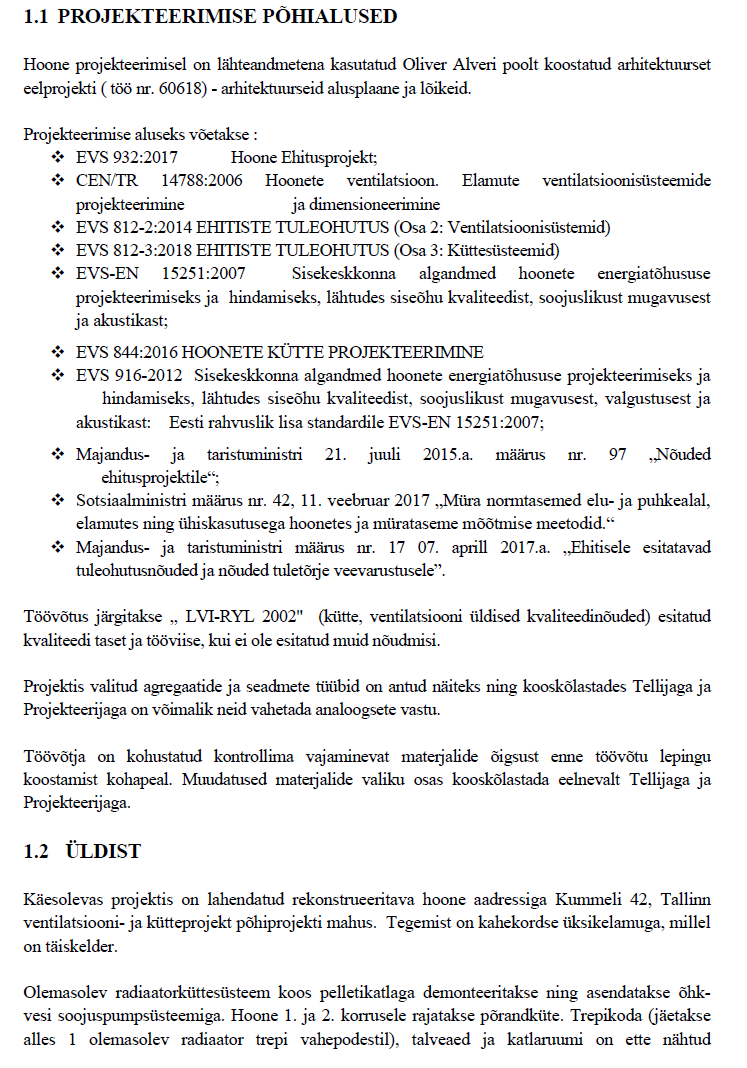 1.1 PROJEKTEERIMISE PÕHIALUSED
Hoone projekteerimisel on lähteandmetena kasutatud Oliver Alveri poolt koostatud arhitektuurset
eelprojekti ( töö nr. 60618) - arhitektuurseid alusplaane ja lõikeid.
Projekteerimise aluseks võetakse :
❖ EVS 932:2017 Hoone Ehitusprojekt;
❖ CEN/TR 14788:2006 Hoonete ventilatsioon. Elamute ventilatsioonisüsteemide
projekteerimine ja dimensioneerimine
❖ EVS 812-2:2014 EHITISTE TULEOHUTUS (Osa 2: Ventilatsioonisüstemid)
❖ EVS 812-3:2018 EHITISTE TULEOHUTUS (Osa 3: Küttesüsteemid)
❖ EVS-EN 15251:2007 Sisekeskkonna algandmed hoonete energiatõhususe
projekteerimiseks ja hindamiseks, lähtudes siseõhu kvaliteedist, soojuslikust mugavusest
ja akustikast;
❖ EVS 844:2016 HOONETE KÜTTE PROJEKTEERIMINE
❖ EVS 916-2012 Sisekeskkonna algandmed hoonete energiatõhususe projekteerimiseks ja
hindamiseks, lähtudes siseõhu kvaliteedist, soojuslikust mugavusest, valgustusest ja
akustikast: Eesti rahvuslik lisa standardile EVS-EN 15251:2007;
❖ Majandus- ja taristuministri 21. juuli 2015.a. määrus nr. 97 „Nõuded
ehitusprojektile“;
❖ Sotsiaalministri määrus nr. 42, 11. veebruar 2017 „Müra normtasemed elu- ja puhkealal,
elamutes ning ühiskasutusega hoonetes ja mürataseme mõõtmise meetodid.“
❖ Majandus- ja taristuministri määrus nr. 17 07. aprill 2017.a. „Ehitisele esitatavad
tuleohutusnõuded ja nõuded tuletõrje veevarustusele”.
Töövõtus järgitakse „ LVI-RYL 2002" (kütte, ventilatsiooni üldised kvaliteedinõuded) esitatud
kvaliteedi taset ja tööviise, kui ei ole esitatud muid nõudmisi.
Projektis valitud agregaatide ja seadmete tüübid on antud näiteks ning kooskõlastades Tellijaga ja
Projekteerijaga on võimalik neid vahetada analoogsete vastu.
Töövõtja on kohustatud kontrollima vajaminevat materjalide õigsust enne töövõtu lepingu
koostamist kohapeal. Muudatused materjalide valiku osas kooskõlastada eelnevalt Tellijaga ja
Projekteerijaga.
1.2 ÜLDIST
Käesolevas projektis on lahendatud rekonstrueeritava hoone aadressiga Kummeli 42, Tallinn
ventilatsiooni- ja kütteprojekt põhiprojekti mahus. Tegemist on kahekordse üksikelamuga, millel
on täiskelder.
Olemasolev radiaatorküttesüsteem koos pelletikatlaga demonteeritakse ning asendatakse õhk-
vesi soojuspumpsüsteemiga. Hoone 1. ja 2. korrusele rajatakse põrandküte. Trepikoda (jäetakse
alles 1 olemasolev radiaator trepi vahepodestil), talveaed ja katlaruumi on ette nähtud